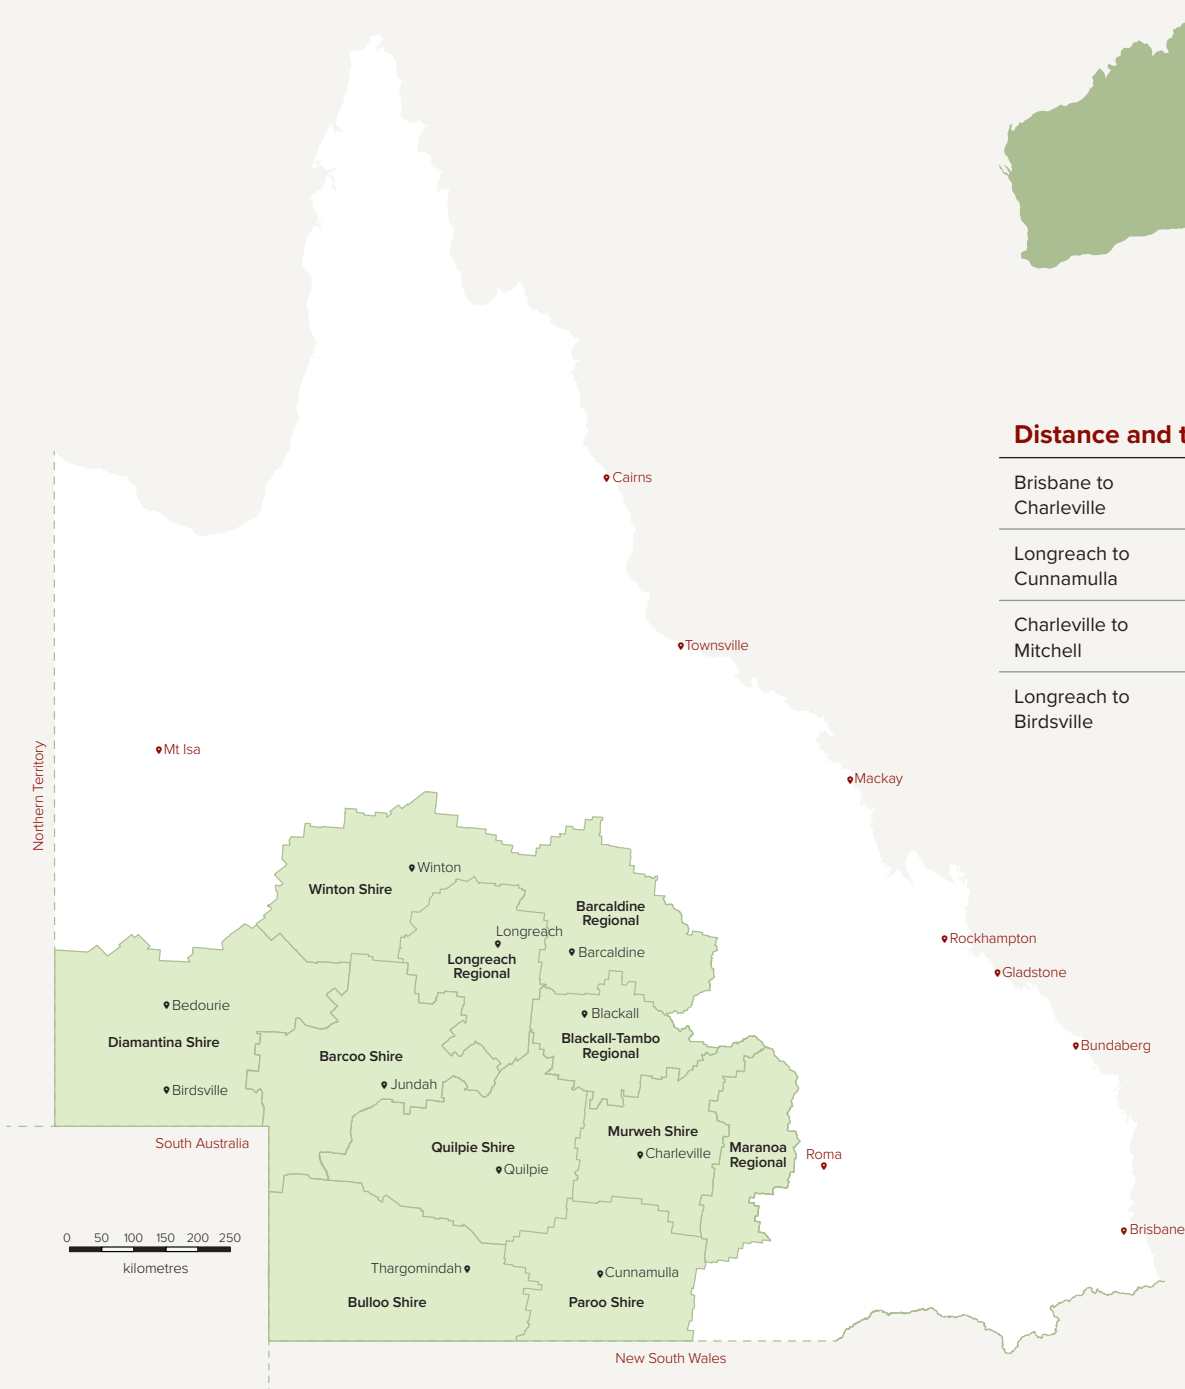 Distance and t
Brisbane to
Charleville
Longreach to
Cunnamulla
Charleville to
Mitchell
Longreach to
Birdsville
Cairns
Townsville
Northern Territory
Mt Isa
Mackay
Winton
Winton Shire
Barcaldine
Regional
Longreach
Rockhampton
Barcaldine
Longreach
Regional
Gladstone
Bedourie
Blackall
Diamantina Shire
Blackall-Tambo
Regional
Bundaberg
Barcoo Shire
Birdsville
Jundah
South Australia
Murweh Shire
Quilpie Shire
Charleville
Maranoa
Regional
Roma
Quilpie
Brisbane
0 50 100 150 200 250
kilometres
Thargomindah
Cunnamulla
Bulloo Shire
Paroo Shire
New South Wales